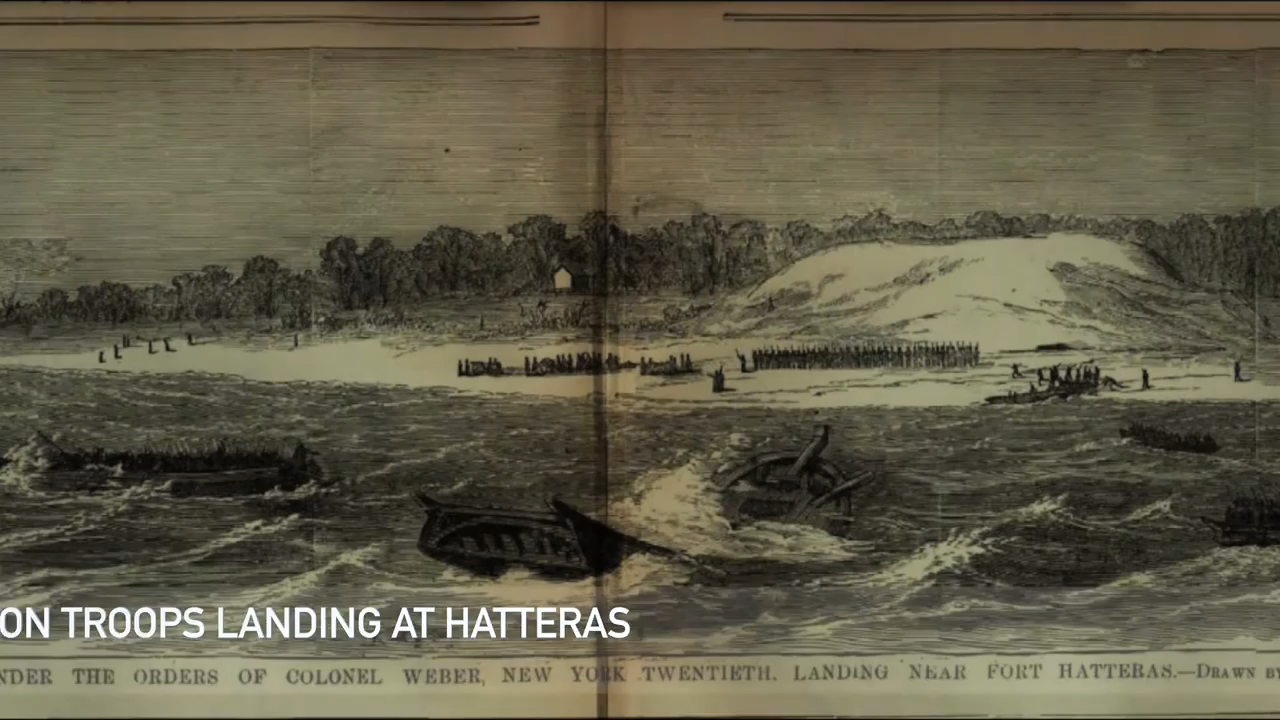 ON TROOPS LANDING AT HATTERAS
NDER THE ORDERS OF COLONEL WEBER, NEW YORK TWENTIETH. LANDING NEAR FORT HATTERAS.—DRAWN BY